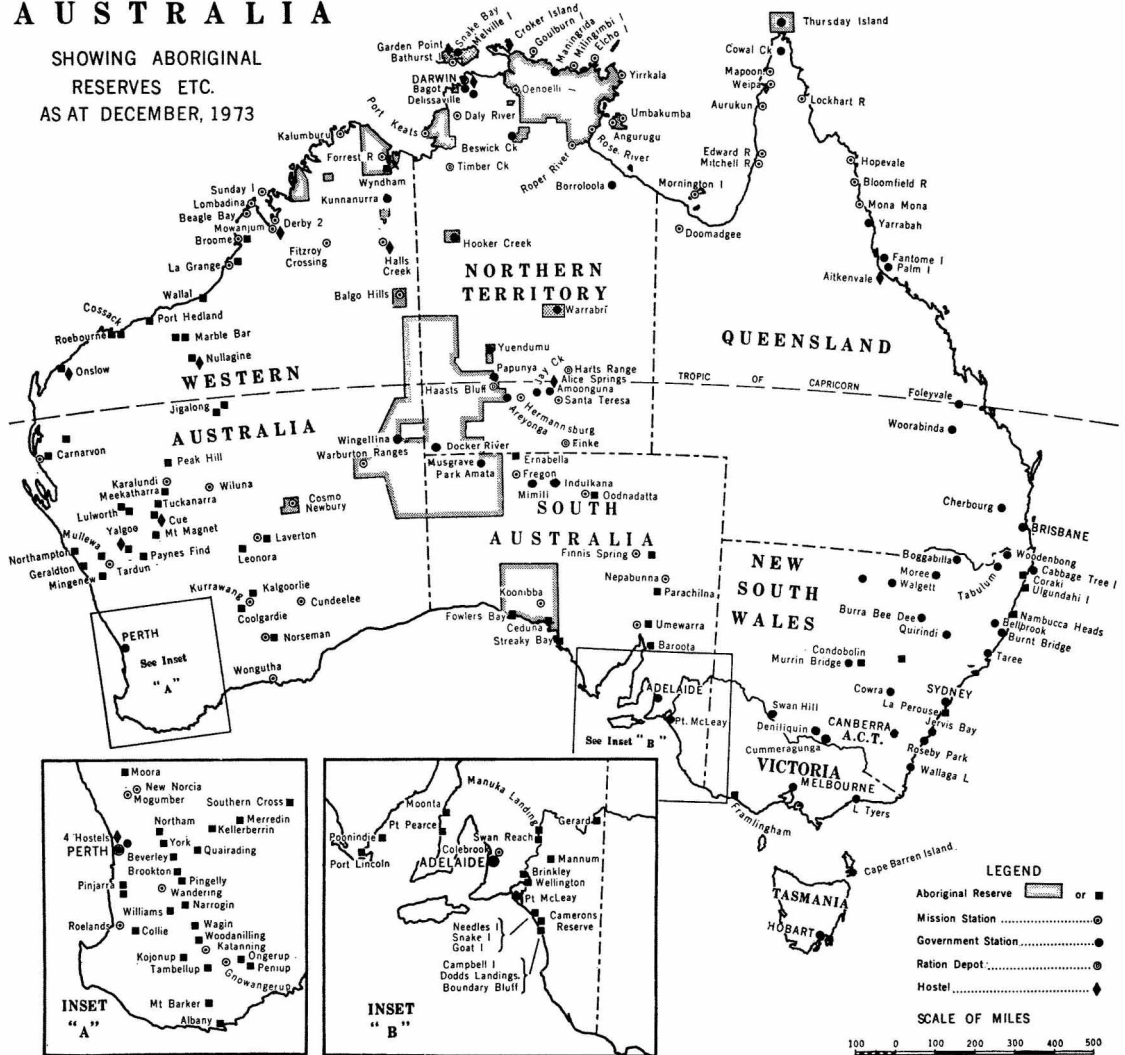 AUSTRALIA
SHOWING ABORIGINAL
RESERVES ETC.
AS AT DECEMBER, 1973
Garden Point
Bathurst I
Snake Bay
Melville I
Croker Island
Goulburn I
Maningrida
Milingimbi I
Elcho I
Yirrkala
DARWIN
Bagot
Delissaville
Oenpelli
Daly River
Port Keats
Umbakumba
Angurugu
Rose River
Roper River
Beswick Ck
Timber Ck
Borroloola
Thursday Island
Cowal Ck
Mapoon
Weipa
Aurukun
Lockhart R
Edward R
Mitchell R
Hopevale
Bloomfield R
Mona Mona
Yarrabah
Mornington I
Doomadgee
Fantome I
Palm I
Aitkenvale
Kalumburu
Forrest R
Wyndham
Kunnanurra
Sunday I
Lombadina
Beagle Bay
Mowanjum
Derby 2
Broome
Fitzroy
Crossing
Halls
Creek
La Grange
Hooker Creek
NORTHERN
TERRITORY
Wallal
Balgo Hills
Warrabri
Cossack
Port Hedland
Roebourne
Marble Bar
Nullagine
Onslow
WESTERN
AUSTRALIA
QUEENSLAND
Yuendumu
Papunya
Jay Ck
Harts Range
Alice Springs
Haasts Bluff
Amoonguna
Santa Teresa
Hermannsburg
Areyonga
Finke
TROPIC OF CAPRICORN
Foleyvale
Woorabinda
Jigalong
Carnarvon
Peak Hill
Wingellina
Warburton Ranges
Docker River
Musgrave
Park Amata
Ernabella
Fregon
Mimili
Indulkana
Oodnadatta
Karalundi
Meekatharra
Wiluna
Tuckanarra
Lulworth
Cue
Yalgoo
Mt Magnet
Mullewa
Northampton
Geraldton
Mingenew
Tardun
Paynes Find
Cosmo
Newbury
Laverton
Leonora
SOUTH
AUSTRALIA
Finnis Spring
Nepabunna
Parachilna
Koonibba
Fowlers Bay
Ceduna
Streaky Bay
Umewarra
Baroota
Kurrawang
Kalgoorlie
Cundeelee
Coolgardie
Norseman
Wongutha
PERTH
See Inset
"A"
Cherbourg
BRISBANE
NEW
SOUTH
WALES
Boggabilla
Woodenbong
Moree
Walgett
Tabulum
Cabbage Tree I
Coraki
Ulgundahi I
Burra Bee Dee
Nambucca Heads
Bellbrook
Quirindi
Burnt Bridge
Condobolin
Murrin Bridge
Taree
Cowra
SYDNEY
La Perouse
Jervis Bay
ADELAIDE
Pt. McLeay
See Inset "B"
Swan Hill
Deniliquin
CANBERRA
A.C.T.
Cummeragunga
Roseby Park
VICTORIA
Wallaga L
MELBOURNE
L Tyers
Framlingham
Cape Barren Island
TASMANIA
HOBART
Moora
New Norcia
Mogumber
Southern Cross
Northam
Merredin
Kellerberrin
4 Hostels
PERTH
York
Quairading
Beverley
Brookton
Pinjarra
Pingelly
Wandering
Narrogin
Williams
Roelands
Wagin
Collie
Woodanilling
Katanning
Kojonup
Ongerup
Tambellup
Peniup
Gnowangerup
Mt Barker
Albany
INSET
"A"
Manuka Landing
Moonta
Gerard
Pt Pearce
Poonindie
Swan Reach
Colebrook
Port Lincoln
ADELAIDE
Mannum
Brinkley
Wellington
Pt McLeay
Needles I
Snake I
Goat I
Camerons
Reserve
Campbell I
Dodds Landings.
Boundary Bluff
INSET
"B"
LEGEND
Aboriginal Reserve or
Mission Station
Government Station
Ration Depot
Hostel
SCALE OF MILES
100 0 100 200 300 400 500